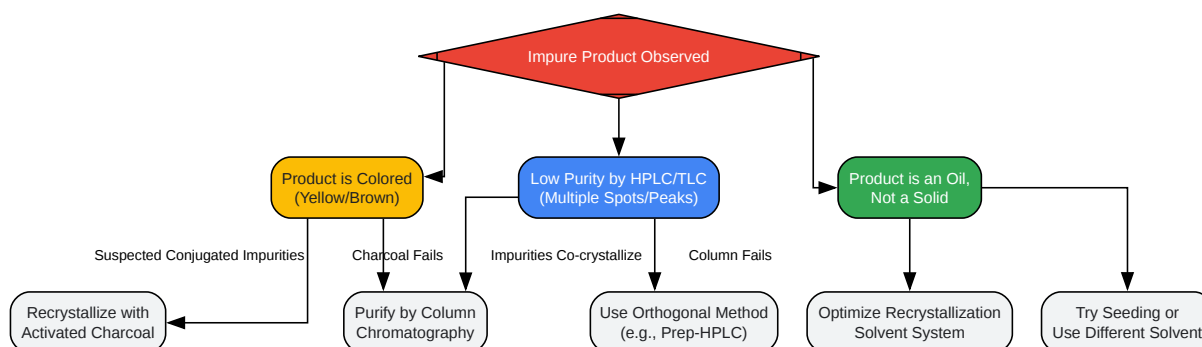 Impure Product Observed
Product is Colored
(Yellow/Brown)
Low Purity by HPLC/TLC
(Multiple Spots/Peaks)
Product is an Oil,
Not a Solid
Suspected Conjugated Impurities
Charcoal Fails
Impurities Co-crystallize
Column Fails
Recrystallize with
Activated Charcoal
Purify by Column
Chromatography
Use Orthogonal Method
(e.g., Prep-HPLC)
Optimize Recrystallization
Solvent System
Try Seeding or
Use Different Solvent